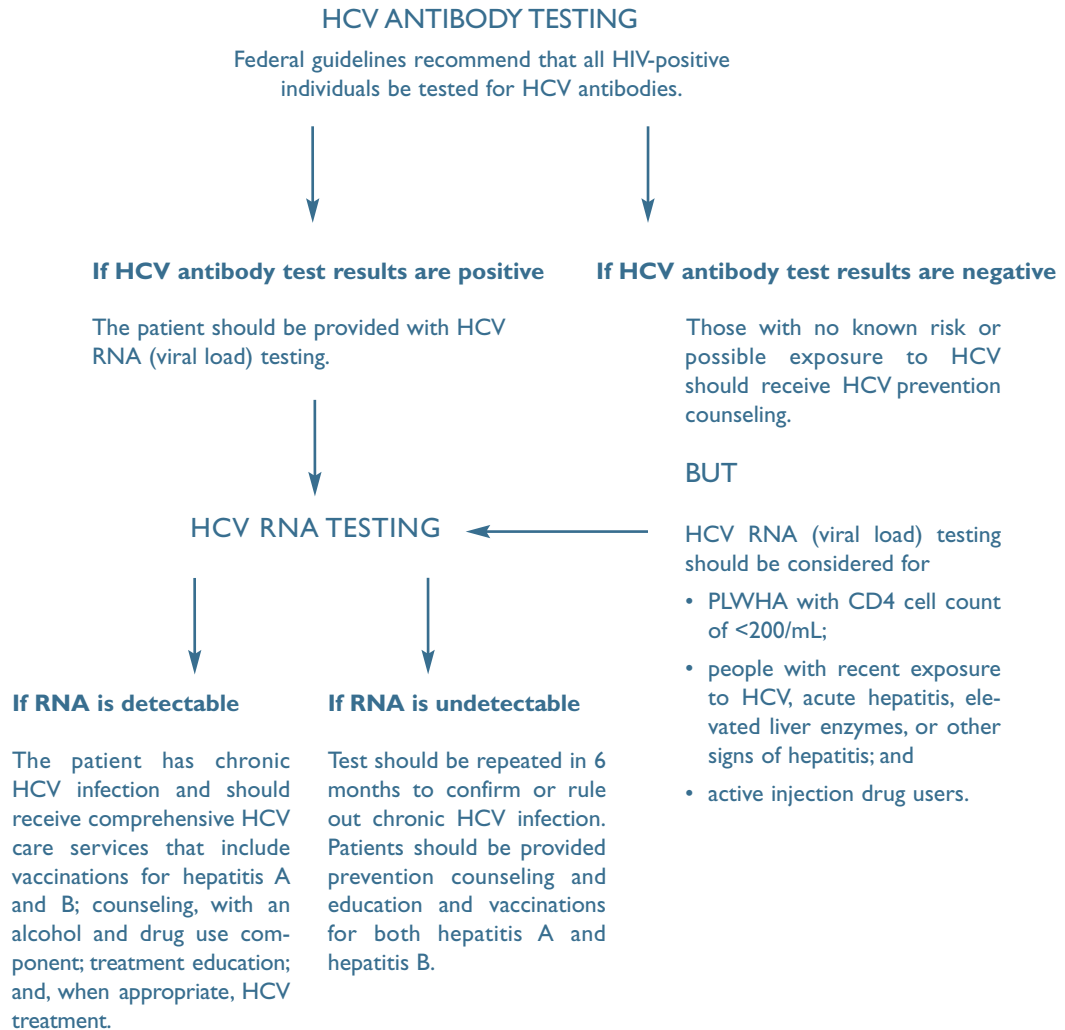 HCV ANTIBODY TESTING
Federal guidelines recommend that all HIV-positive
individuals be tested for HCV antibodies.
If HCV antibody test results are positive
The patient should be provided with HCV
RNA (viral load) testing.
If HCV antibody test results are negative
Those with no known risk or
possible exposure to HCV
should receive HCV prevention
counseling.
BUT
HCV RNA (viral load) testing
should be considered for
• PLWHA with CD4 cell count
of <200/mL;
• people with recent exposure
to HCV, acute hepatitis, ele-
vated liver enzymes, or other
signs of hepatitis; and
• active injection drug users.
HCV RNA TESTING
If RNA is detectable
The patient has chronic
HCV infection and should
receive comprehensive HCV
care services that include
vaccinations for hepatitis A
and B; counseling, with an
alcohol and drug use com-
ponent; treatment education;
and, when appropriate, HCV
treatment.
If RNA is undetectable
Test should be repeated in 6
months to confirm or rule
out chronic HCV infection.
Patients should be provided
prevention counseling and
education and vaccinations
for both hepatitis A and
hepatitis B.